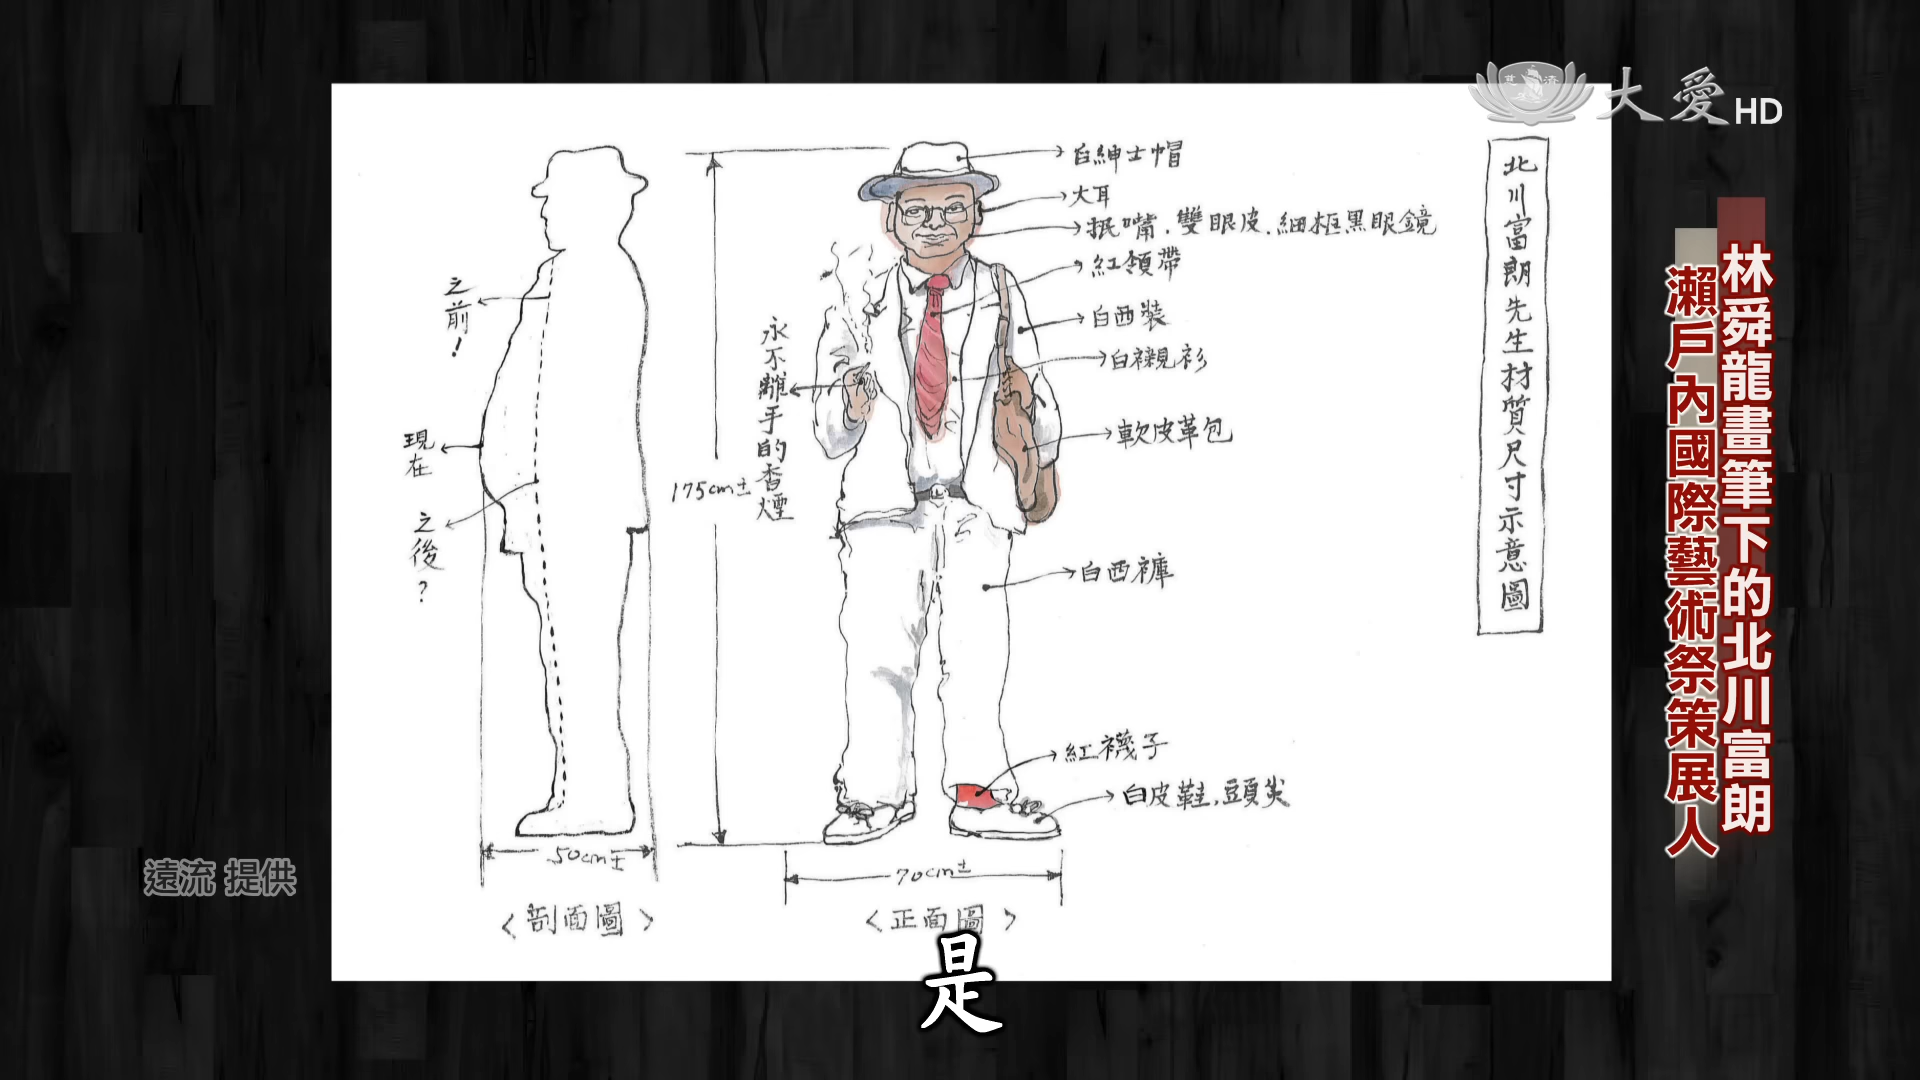 慈濟
大愛HD
林舜龍畫筆下的北川富朗
瀨戶內國際藝術祭策展人
北川富朗先生材質尺寸示意圖
白紳士帽
大耳
抿嘴.雙眼皮.細框黑眼鏡
紅領帶
白西裝
白襯衫
軟皮革包
白西褲
紅襪子
白皮鞋,頭尖
永不離手的香煙
175cm±
70cm±
<正面圖>
之前!
現在
之後?
50cm±
<剖面圖>
遠流 提供
是